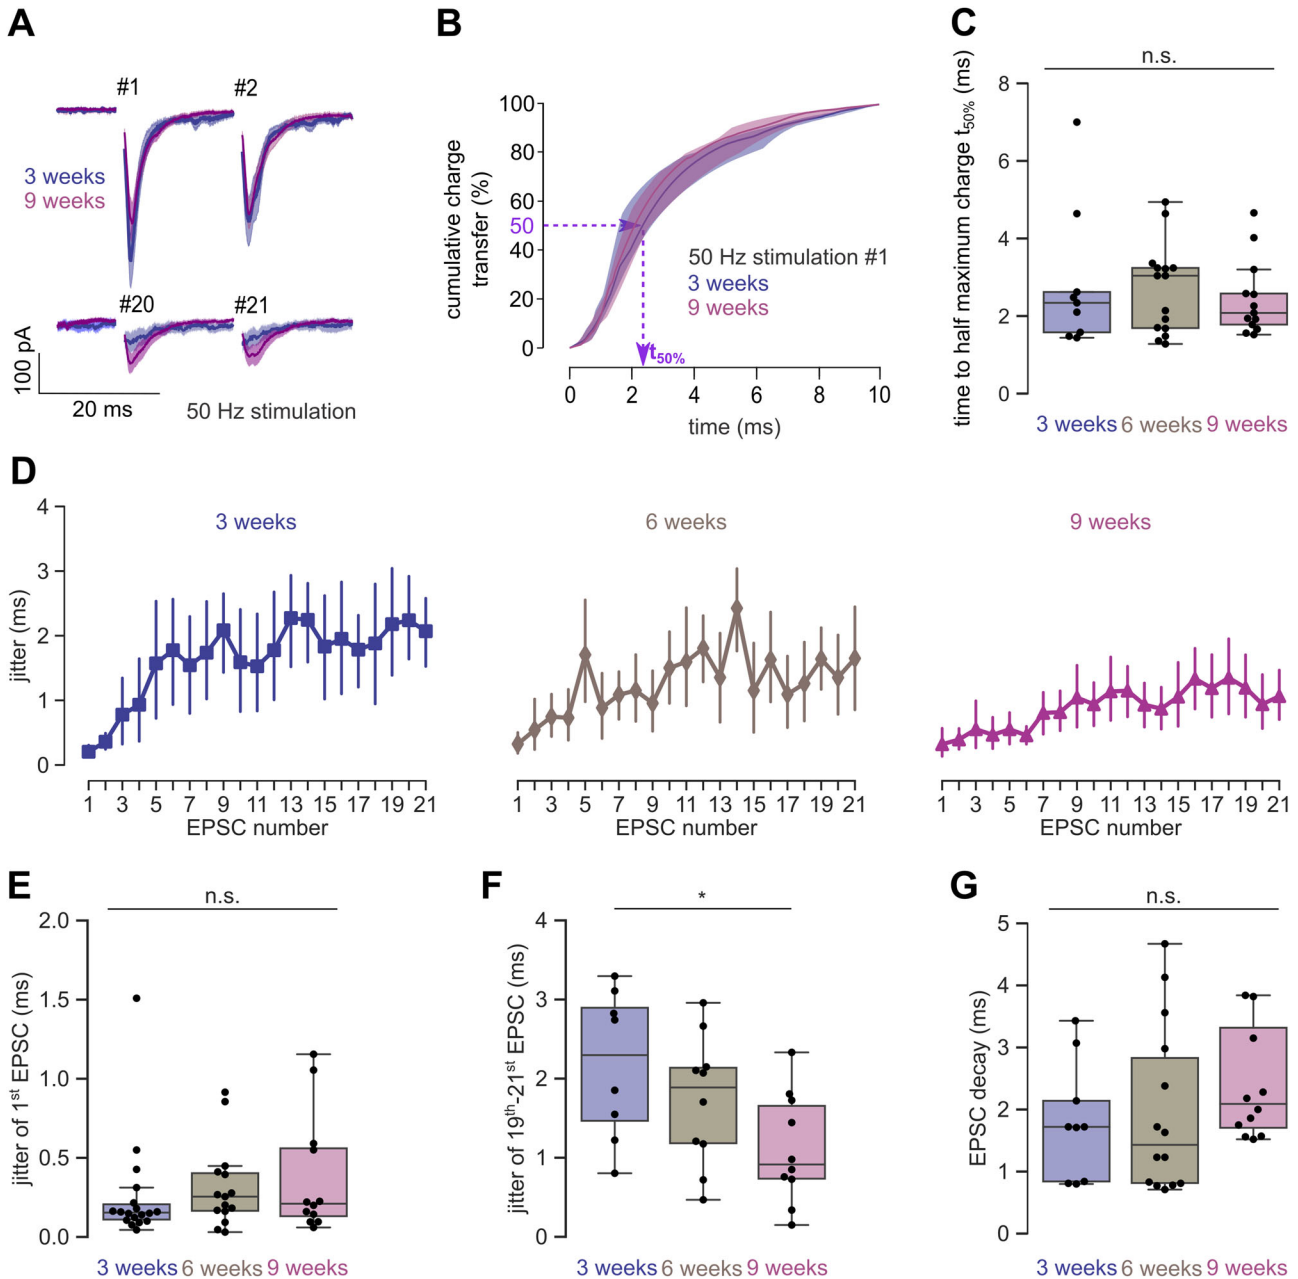 A
#1
#2
3 weeks
9 weeks
#20
#21
100 pA
20 ms
50 Hz stimulation
B
cumulative charge
transfer (%)
100
80
60
50
40
20
0
50 Hz stimulation #1
3 weeks
9 weeks
t50%
0 2 4 6 8 10
time (ms)
C
n.s.
time to half maximum charge t50% (ms)
8
6
4
2
0
3 weeks 6 weeks 9 weeks
D
jitter (ms)
4
3
2
1
0
3 weeks
1 3 5 7 9 11 13 15 17 19 21
EPSC number
6 weeks
1 3 5 7 9 11 13 15 17 19 21
EPSC number
9 weeks
1 3 5 7 9 11 13 15 17 19 21
EPSC number
E
n.s.
jitter of 1st EPSC (ms)
2.0
1.5
1.0
0.5
0.0
3 weeks 6 weeks 9 weeks
F
*
jitter of 19th-21st EPSC (ms)
4
3
2
1
0
3 weeks 6 weeks 9 weeks
G
n.s.
EPSC decay (ms)
5
4
3
2
1
0
3 weeks 6 weeks 9 weeks